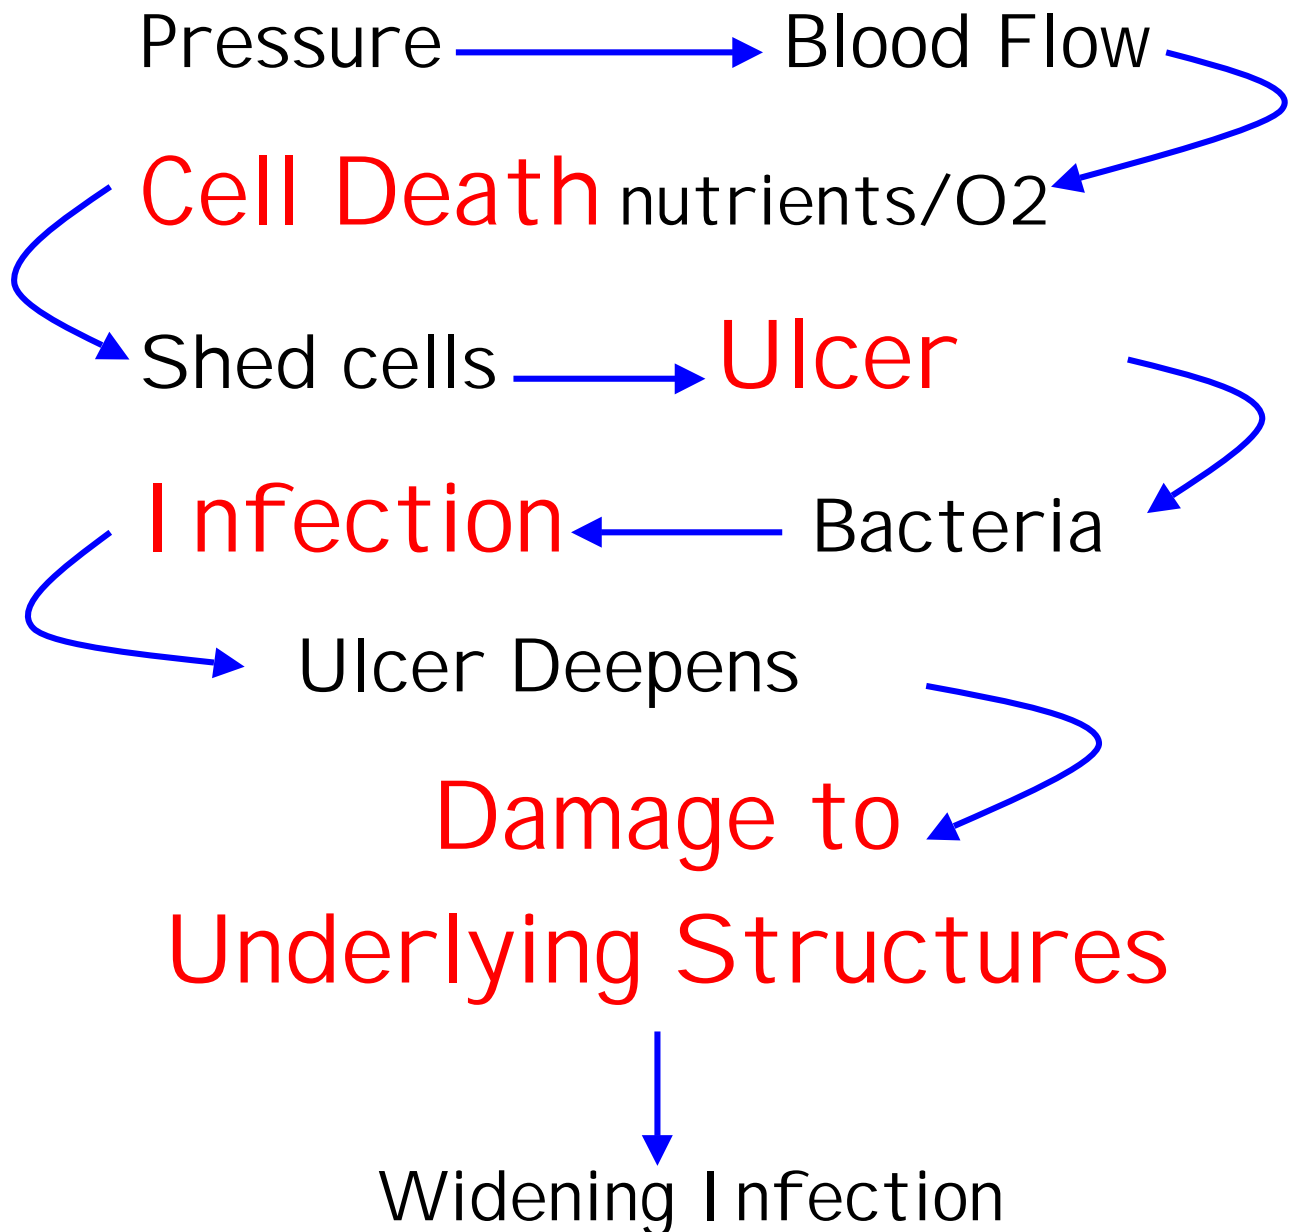 Pressure Blood Flow
Cell Death nutrients/O2
Shed cells Ulcer
Infection Bacteria
Ulcer Deepens
Damage to
Underlying Structures
Widening Infection